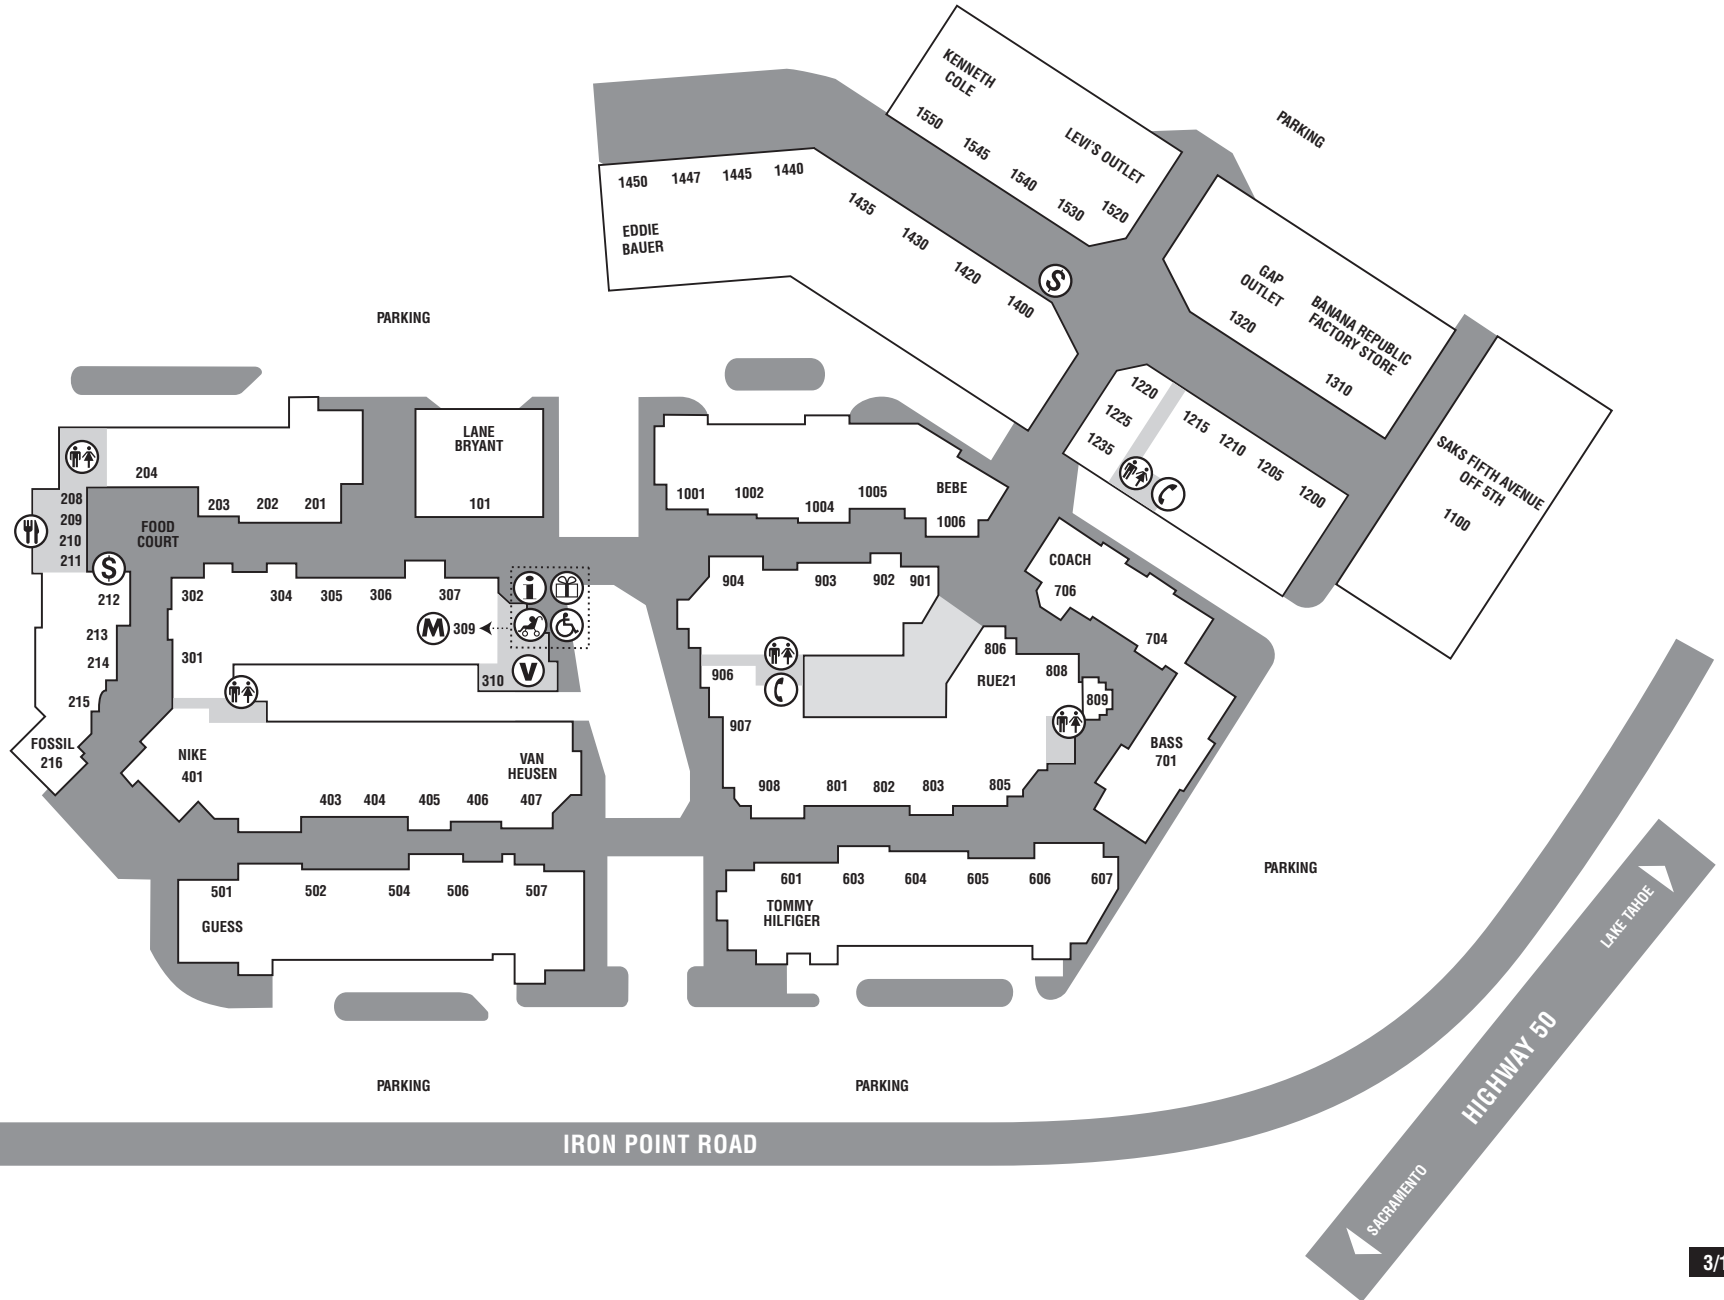 KENNETH
COLE
1550
1545
1540
1530
1520
LEVI'S OUTLET
PARKING
1450
1447
1445
1440
1435
1430
1420
1400
EDDIE
BAUER
$
GAP
OUTLET
1320
BANANA REPUBLIC
FACTORY STORE
1310
PARKING
1220
1225
1235
1215
1210
1205
1200
SAKS FIFTH AVENUE
OFF 5TH
1100
204
203
202
201
208
209
210
211
FOOD
COURT
LANE
BRYANT
101
1001
1002
1004
1005
BEBE
1006
$
212
213
214
215
FOSSIL
216
302
304
305
306
307
M 309
301
i
V
310
904
903
902
901
906
907
908
801
802
803
805
806
RUE21
808
809
COACH
706
704
BASS
701
NIKE
401
403
404
405
406
VAN
HEUSEN
407
501
502
504
506
507
GUESS
601
603
604
605
606
607
TOMMY
HILFIGER
PARKING
PARKING
PARKING
IRON POINT ROAD
LAKE TAHOE
HIGHWAY 50
SACRAMENTO
3/1